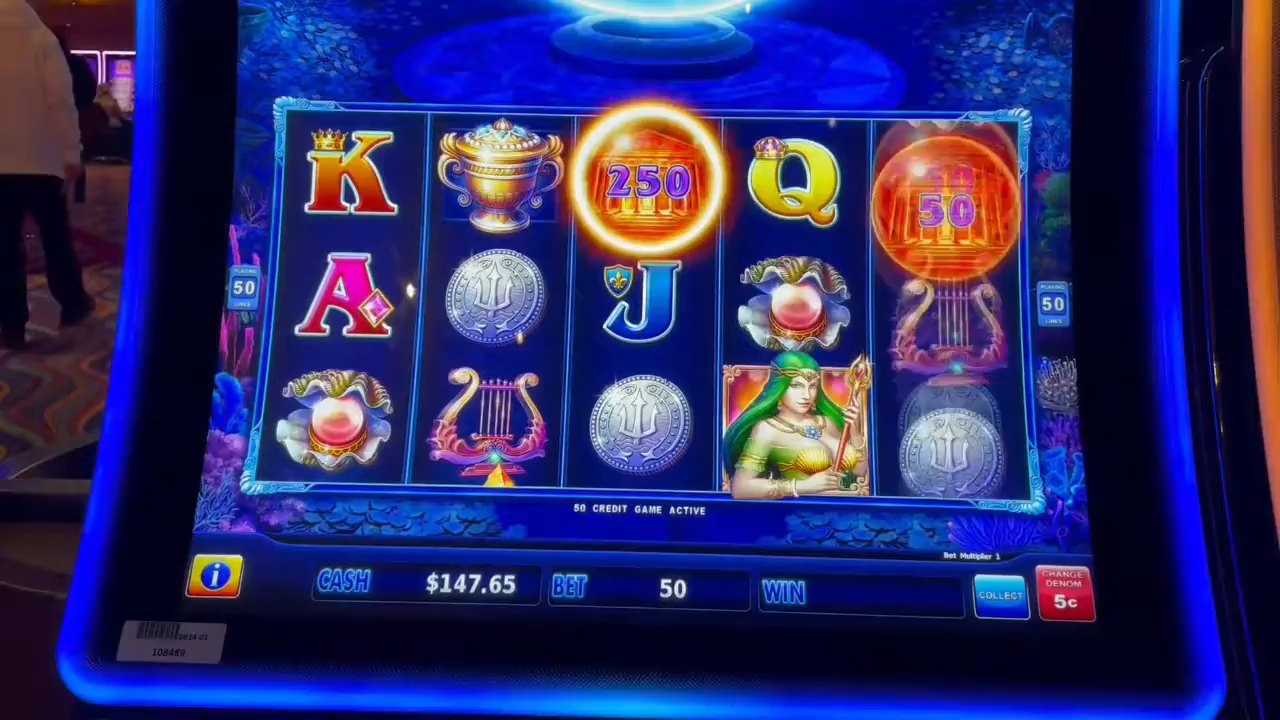 K
250
Q
50
A
J
PLAYING
50
LINES
PLAYING
50
LINES
50 CREDIT GAME ACTIVE
Bet Multiplier 1
i
CASH $147.65 BET 50 WIN
COLLECT
CHANGE
DENOM
5¢
108489